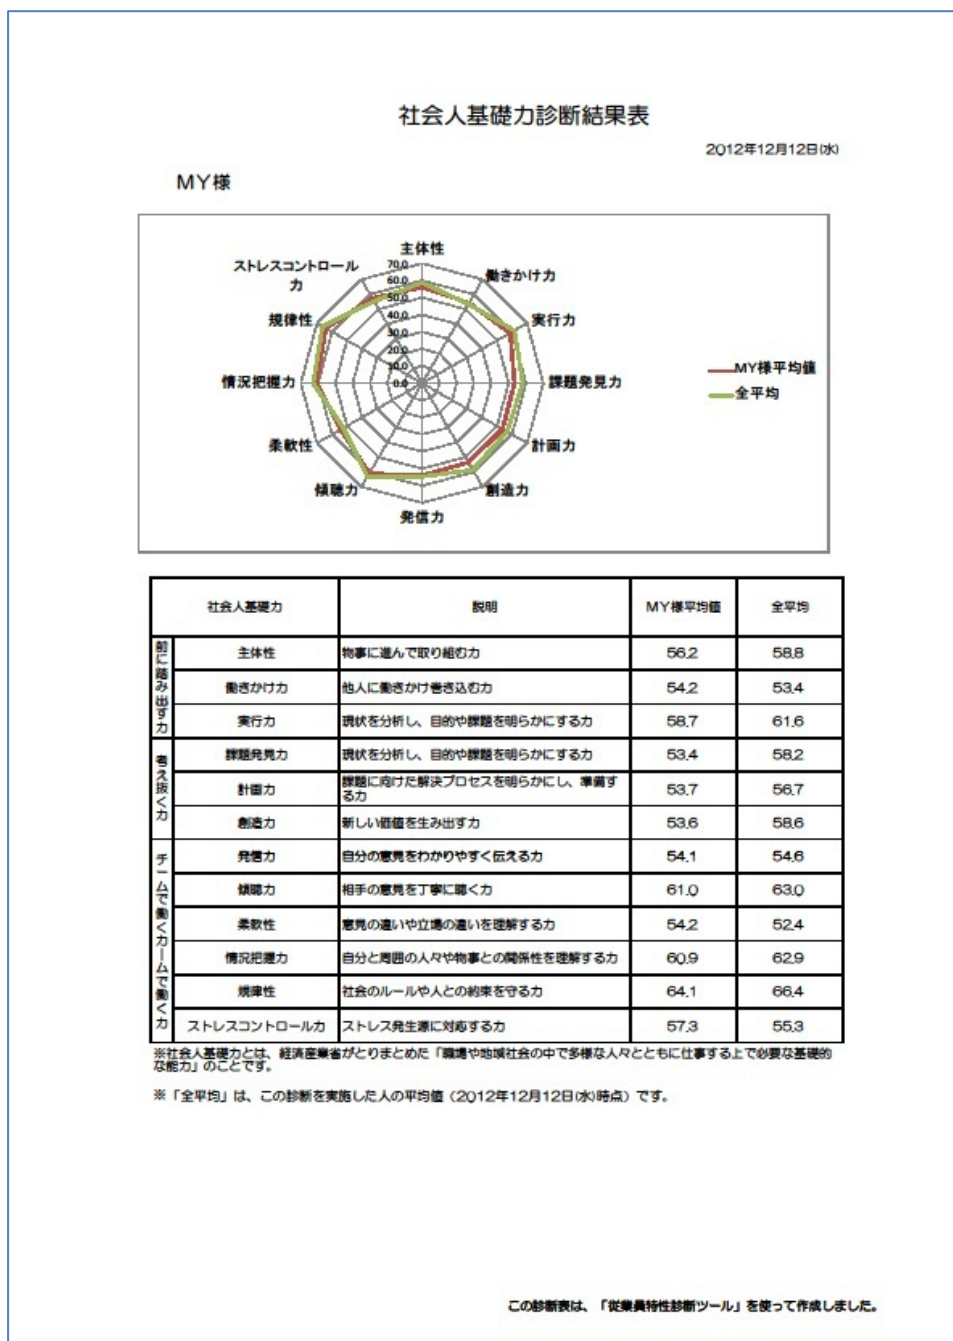 社会人基礎力診断結果表
2012年12月12日(水)
MY様
主体性
働きかけ力
実行力
課題発見力
計画力
創造力
発信力
傾聴力
柔軟性
情況把握力
規律性
ストレスコントロール
力
70.0
60.0
50.0
40.0
30.0
20.0
10.0
0.0
MY様平均値
全平均
社会人基礎力 説明 MY様平均値 全平均
前に踏み出す力
主体性 物事に進んで取り組む力 56.2 58.8
働きかけ力 他人に働きかけ巻き込む力 54.2 53.4
実行力 現状を分析し、目的や課題を明らかにする力 58.7 61.6
考え抜く力
課題発見力 現状を分析し、目的や課題を明らかにする力 53.4 58.2
計画力 課題に向けた解決プロセスを明らかにし、準備す
る力 53.7 56.7
創造力 新しい価値を生み出す力 53.6 58.6
チームで働く力ームで働く力
発信力 自分の意見をわかりやすく伝える力 54.1 54.6
傾聴力 相手の意見を丁寧に聴く力 61.0 63.0
柔軟性 意見の違いや立場の違いを理解する力 54.2 52.4
情況把握力 自分と周囲の人々や物事との関係性を理解する力 60.9 62.9
規律性 社会のルールや人との約束を守る力 64.1 66.4
ストレスコントロール力 ストレス発生源に対応する力 57.3 55.3
※社会人基礎力とは、経済産業省がとりまとめた「職場や地域社会の中で多様な人々とともに仕事する上で必要な基礎的
な能力」のことです。
※「全平均」は、この診断を実施した人の平均値（2012年12月12日(水)時点）です。
この診断表は、「従業員特性診断ツール」を使って作成しました。